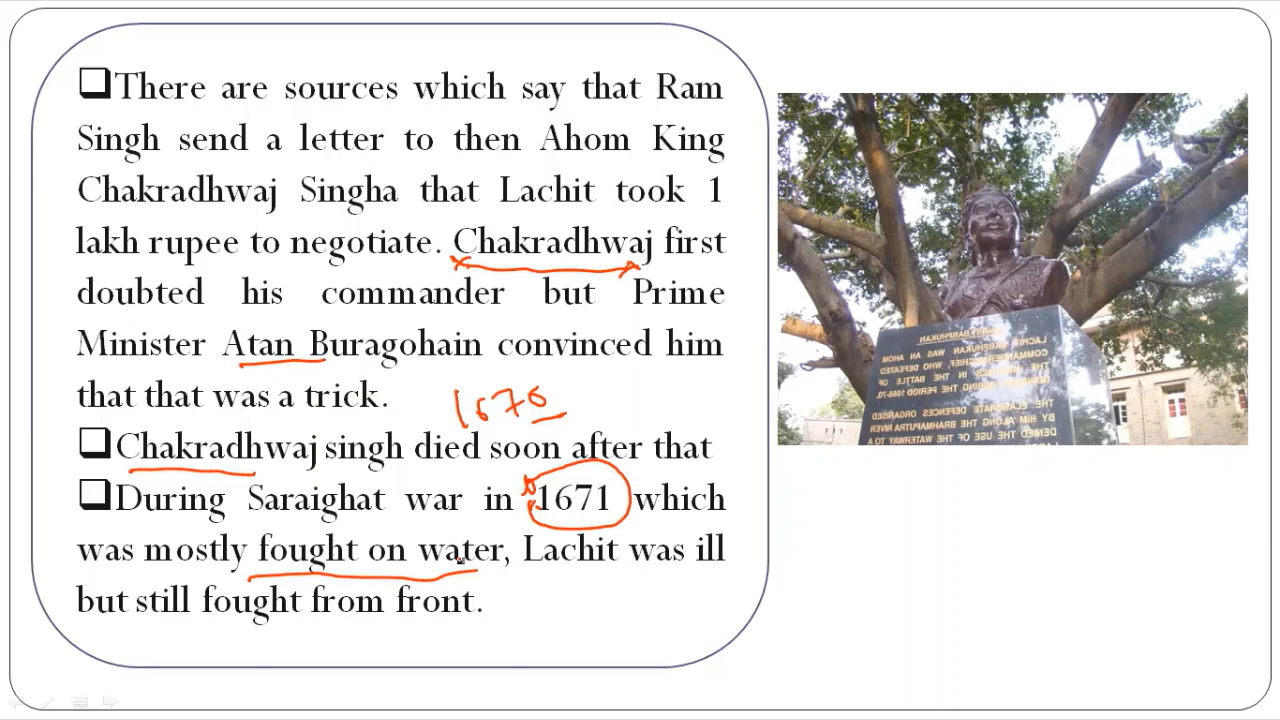 ❑There are sources which say that Ram
Singh send a letter to then Ahom King
Chakradhwaj Singha that Lachit took 1
lakh rupee to negotiate. Chakradhwaj first
doubted his commander but Prime
Minister Atan Buragohain convinced him
that that was a trick.
1670
❑Chakradhwaj singh died soon after that
❑During Saraighat war in 1671 which
was mostly fought on water, Lachit was ill
but still fought from front.
LACHIT BARPHUKAN
LACHIT BARPHUKAN WAS AN AHOM
COMMANDER-IN-CHIEF, WHO DEFEATED
THE IN THE BATTLE OF
DURING THE PERIOD
THE ELABORATE DEFENCES ORGANISED
BY HIM ALONG THE BRAHMAPUTRA RIVER
DENIED THE USE OF THE WATERWAY TO